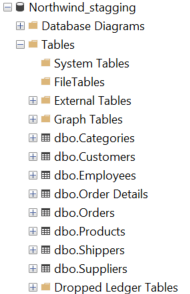 Northwind_stagging
Database Diagrams
Tables
System Tables
FileTables
External Tables
Graph Tables
dbo.Categories
dbo.Customers
dbo.Employees
dbo.Order Details
dbo.Orders
dbo.Products
dbo.Shippers
dbo.Suppliers
Dropped Ledger Tables